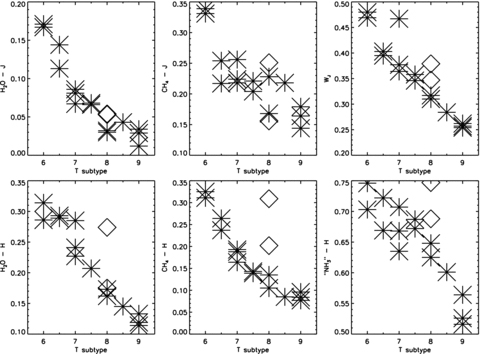 0.20
0.15
0.10
0.05
0.00
H₂O – J
6 7 8 9
T subtype
0.35
0.30
0.25
0.20
0.15
0.10
CH₄ – J
6 7 8 9
T subtype
0.50
0.45
0.40
0.35
0.30
0.25
0.20
W_J
6 7 8 9
T subtype
0.35
0.30
0.25
0.20
0.15
0.10
H₂O – H
6 7 8 9
T subtype
0.35
0.30
0.25
0.20
0.15
0.10
0.05
0.00
CH₄ – H
6 7 8 9
T subtype
0.75
0.70
0.65
0.60
0.55
0.50
"NH₃" – H
6 7 8 9
T subtype